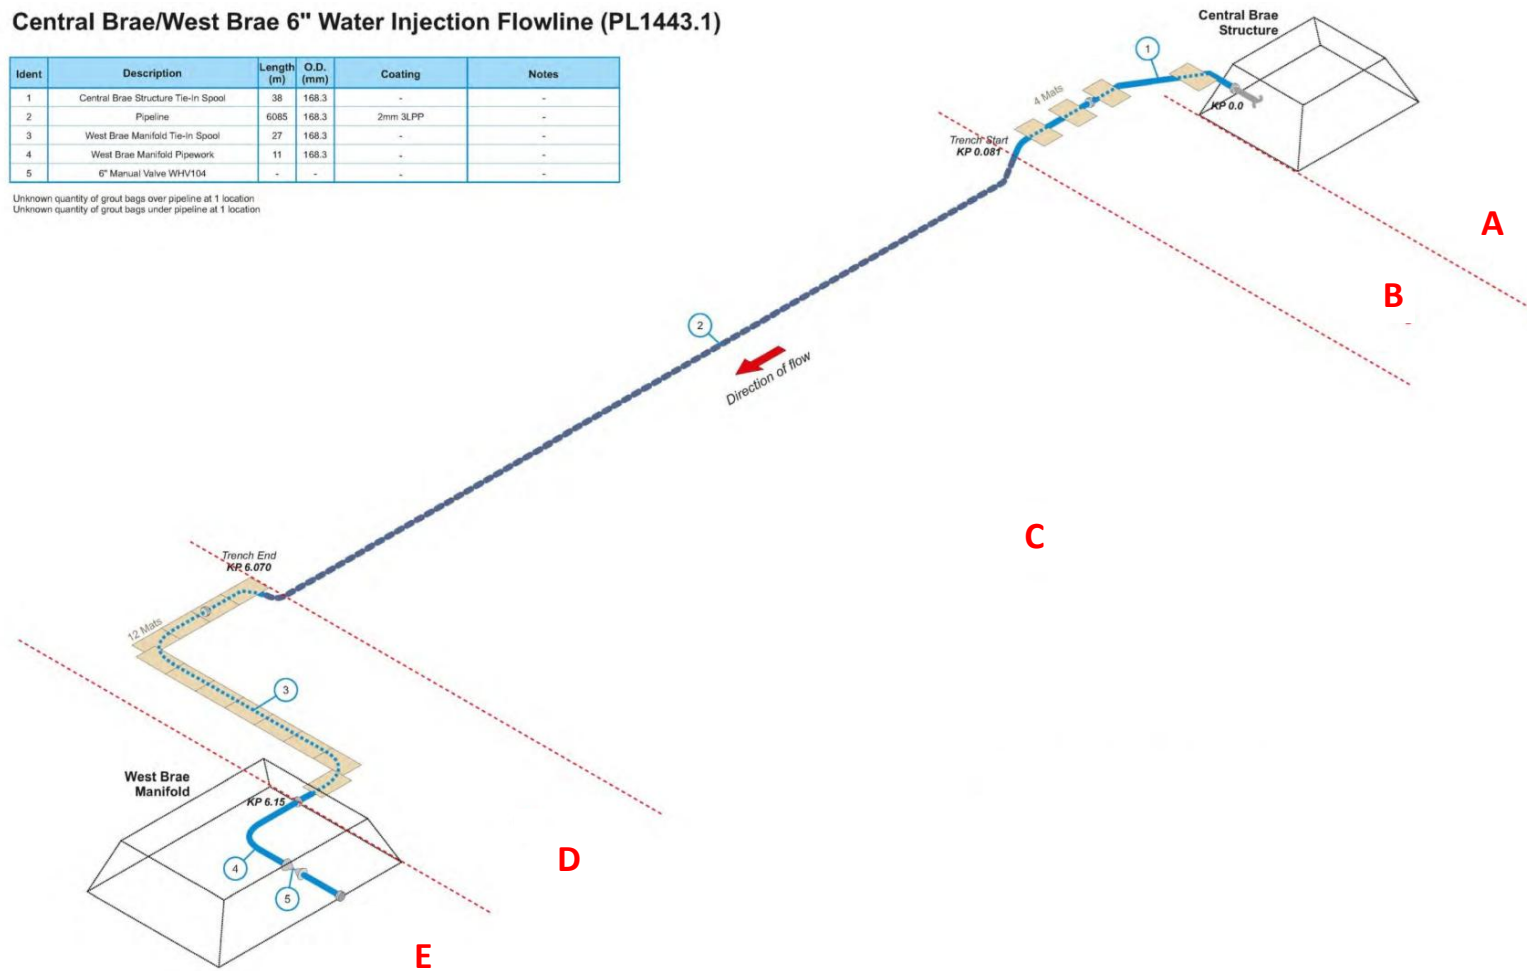 Central Brae/West Brae 6" Water Injection Flowline (PL1443.1)
Ident Description Length (m) O.D. (mm) Coating Notes
1 Central Brae Structure Tie-In Spool 38 168.3 - -
2 Pipeline 6085 168.3 2mm 3LPP -
3 West Brae Manifold Tie-In Spool 27 168.3 - -
4 West Brae Manifold Pipework 11 168.3 - -
5 6" Manual Valve WHV104 - - - -
Unknown quantity of grout bags over pipeline at 1 location
Unknown quantity of grout bags under pipeline at 1 location
Central Brae
Structure
1
KP 0.0
4 Mats
Trench Start
KP 0.081
A
B
2
Direction of flow
C
Trench End
KP 6.070
12 Mats
3
West Brae
Manifold
KP 6.15
4
5
D
E